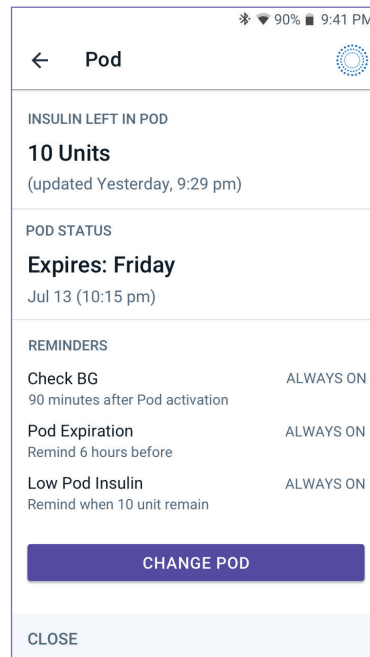 90% 9:41 PM
Pod
INSULIN LEFT IN POD
10 Units
(updated Yesterday, 9:29 pm)
POD STATUS
Expires: Friday
Jul 13 (10:15 pm)
REMINDERS
Check BG ALWAYS ON
90 minutes after Pod activation
Pod Expiration ALWAYS ON
Remind 6 hours before
Low Pod Insulin ALWAYS ON
Remind when 10 unit remain
CHANGE POD
CLOSE